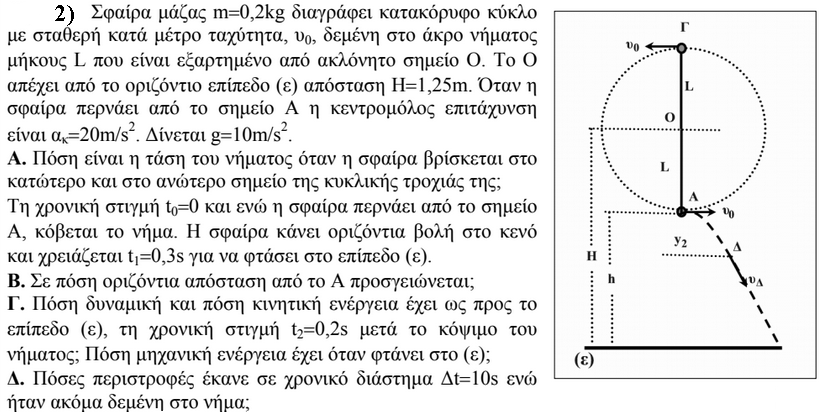 2) Σφαίρα μάζας m=0,2kg διαγράφει κατακόρυφο κύκλο
με σταθερή κατά μέτρο ταχύτητα, υ₀, δεμένη στο άκρο νήματος
μήκους L που είναι εξαρτημένο από ακλόνητο σημείο Ο. Το Ο
απέχει από το οριζόντιο επίπεδο (ε) απόσταση Η=1,25m. Όταν η
σφαίρα περνάει από το σημείο Α η κεντρομόλος επιτάχυνση
είναι ακ=20m/s². Δίνεται g=10m/s².
Α. Πόση είναι η τάση του νήματος όταν η σφαίρα βρίσκεται στο
κατώτερο και στο ανώτερο σημείο της κυκλικής τροχιάς της;
Τη χρονική στιγμή t₀=0 και ενώ η σφαίρα περνάει από το σημείο
Α, κόβεται το νήμα. Η σφαίρα κάνει οριζόντια βολή στο κενό
και χρειάζεται t₁=0,3s για να φτάσει στο επίπεδο (ε).
Β. Σε πόση οριζόντια απόσταση από το Α προσγειώνεται;
Γ. Πόση δυναμική και πόση κινητική ενέργεια έχει ως προς το
επίπεδο (ε), τη χρονική στιγμή t₂=0,2s μετά το κόψιμο του
νήματος; Πόση μηχανική ενέργεια έχει όταν φτάνει στο (ε);
Δ. Πόσες περιστροφές έκανε σε χρονικό διάστημα Δt=10s ενώ
ήταν ακόμα δεμένη στο νήμα;
Γ
υ₀
L
Ο
L
Α
υ₀
y₂
Δ
Η
h
υΔ
(ε)